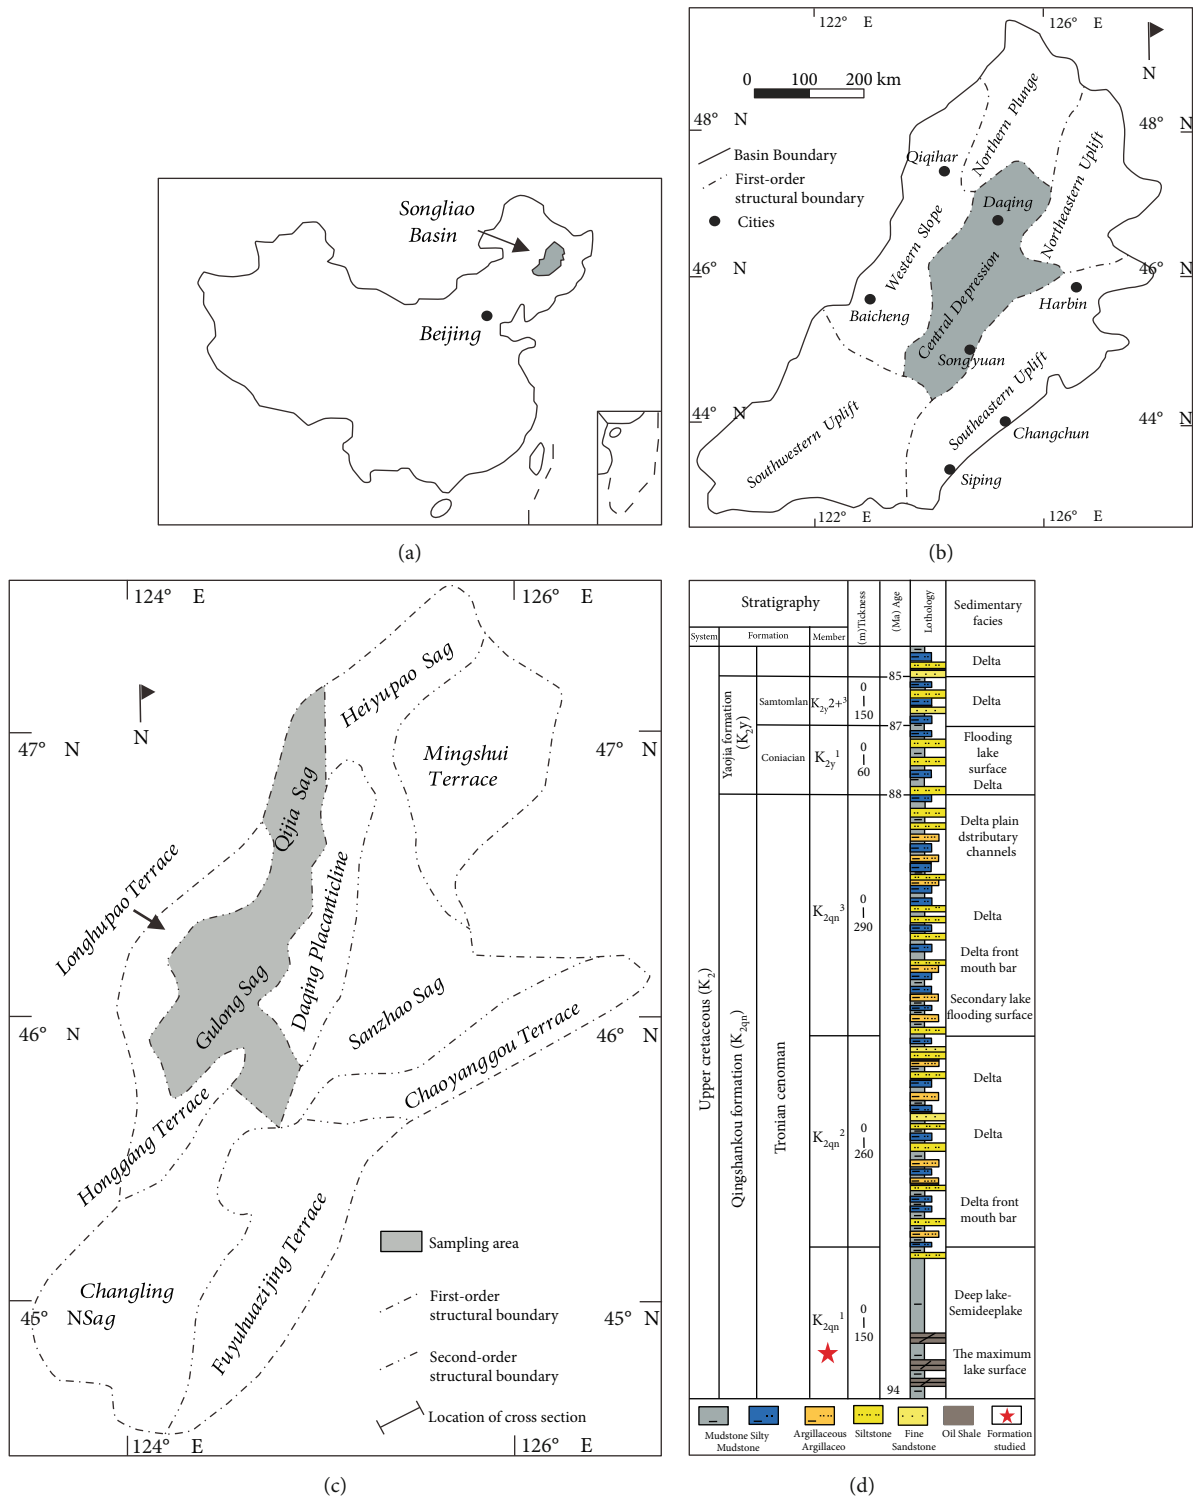 Songliao
Basin
Beijing
(a)
122° E
126° E
0 100 200 km
N
48° N
48° N
Basin Boundary
First-order
structural boundary
Cities
Qiqihar
Northern Plunge
Northeastern Uplift
Daqing
Western Slope
46° N
46° N
Central Depression
Baicheng
Harbin
Songyuan
Southeastern Uplift
44° N
44° N
Southwestern Uplift
Changchun
Siping
122° E
126° E
(b)
124° E
126° E
Heiyupao Sag
N
47° N
47° N
Mingshui
Terrace
Qijia Sag
Longhupao Terrace
Daqing Placanticline
Gulong Sag
Sanzhao Sag
46° N
46° N
Chaoyanggou Terrace
Honggang Terrace
Fuyuhuazijing Terrace
Sampling area
Changling
Sag
45° N
45° N
First-order
structural boundary
Second-order
structural boundary
Location of cross section
124° E
126° E
(c)
Stratigraphy
(m)Tickness
(Ma) Age
Lothology
Sedimentary
facies
System
Formation
Member
Delta
85
Yaojia formation
(K2y)
Samtomlan
K2y2+3
0
150
Delta
87
Coniacian
K2y1
0
60
Flooding
lake
surface
Delta
88
Upper cretaceous (K2)
Qingshankou formation (K2qn)
Tronian cenoman
K2qn3
0
290
Delta plain
dstributary
channels
Delta
Delta front
mouth bar
Secondary lake
flooding surface
K2qn2
0
260
Delta
Delta
Delta front
mouth bar
K2qn1
0
150
Deep lake-
Semideeplake
The maximum
lake surface
94
Mudstone Silty
Mudstone
Argillaceous
Argillaceo
Siltstone
Fine
Sandstone
Oil Shale
Formation
studied
(d)